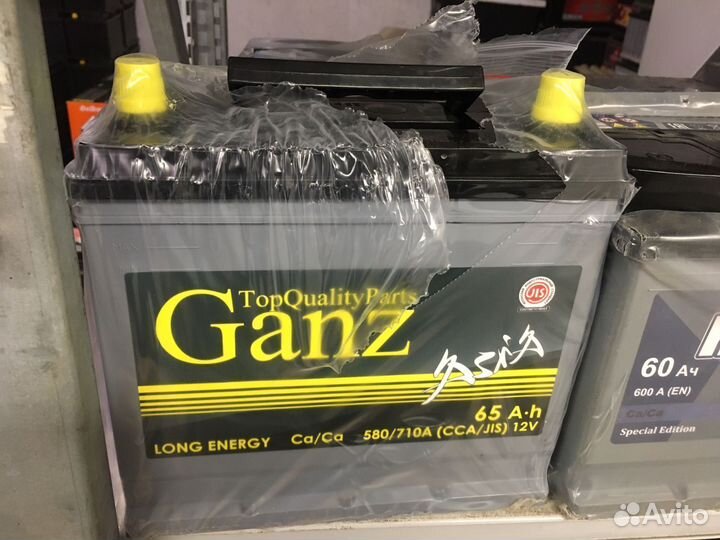 TopQualityParts
Ganz
JIS
65 A·h
LONG ENERGY Ca/Ca 580/710A (CCA/JIS) 12V
60 Ач
600 A (EN)
Ca/Ca
Special Edition
Avito